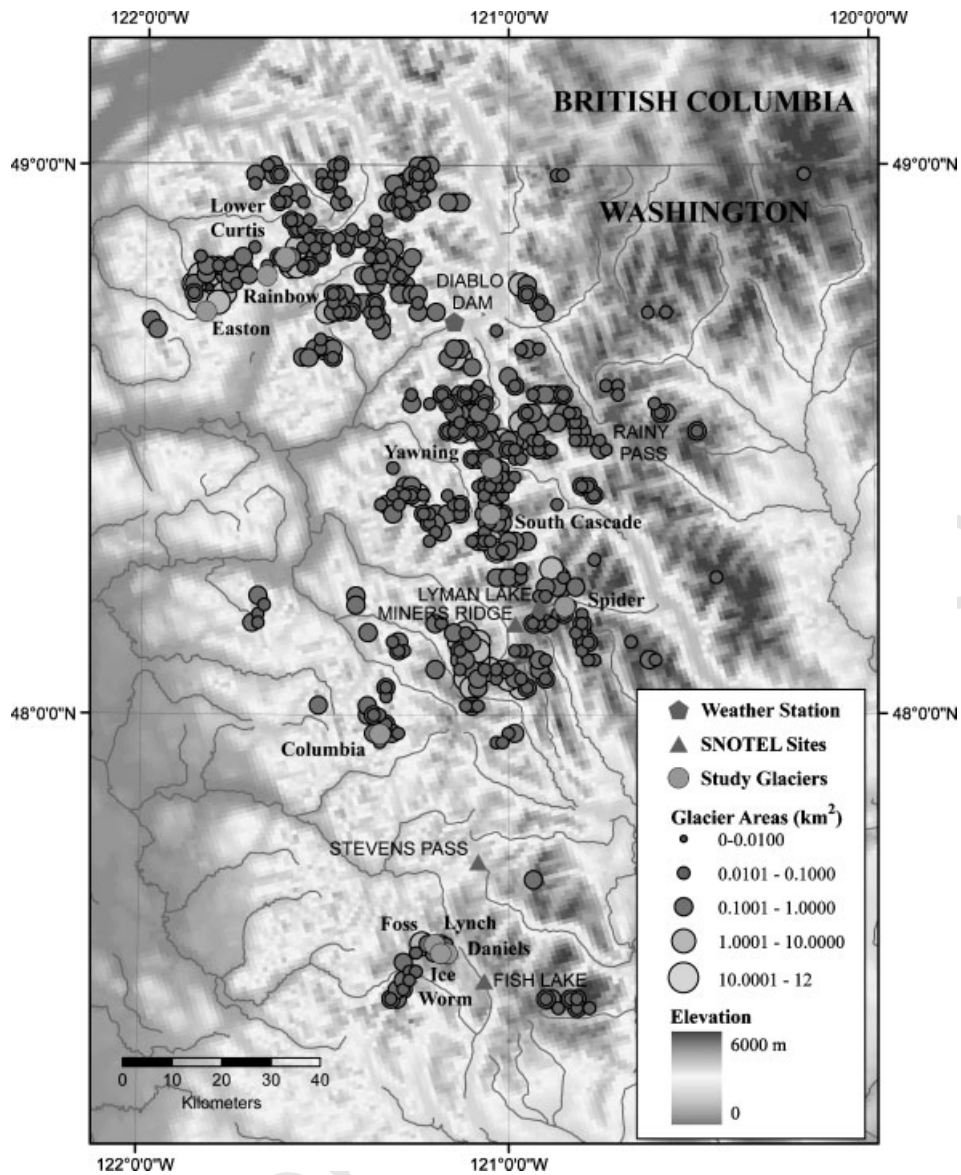 122°0'0"W 121°0'0"W 120°0'0"W
BRITISH COLUMBIA
49°0'0"N 49°0'0"N
WASHINGTON
Lower
Curtis
Rainbow
Easton
DIABLO
DAM
RAINY
PASS
Yawning
South Cascade
LYMAN LAKE
MINERS RIDGE
Spider
48°0'0"N 48°0'0"N
Columbia
STEVENS PASS
Foss
Lynch
Daniels
Ice
Worm
FISH LAKE
Weather Station
SNOTEL Sites
Study Glaciers
Glacier Areas (km²)
0-0.0100
0.0101 - 0.1000
0.1001 - 1.0000
1.0001 - 10.0000
10.0001 - 12
Elevation
6000 m
0
0 10 20 30 40
Kilometers
122°0'0"W 121°0'0"W